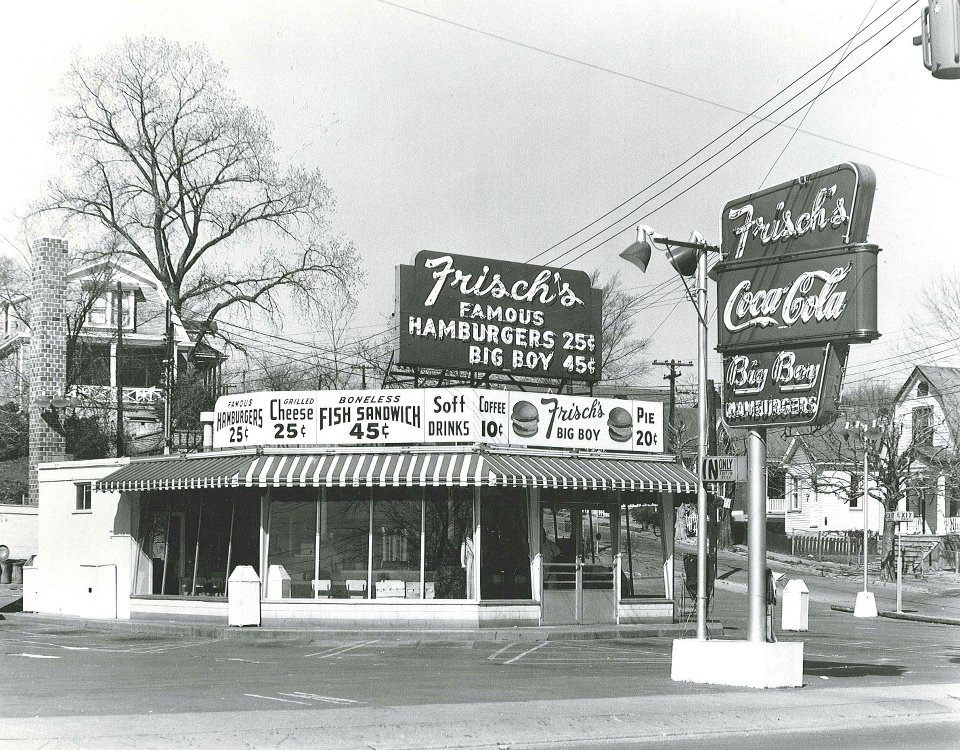 Frisch's
FAMOUS
HAMBURGERS 25¢
BIG BOY 45¢
FAMOUS
HAMBURGERS
25¢
GRILLED
Cheese
25¢
BONELESS
FISH SANDWICH
45¢
Soft
DRINKS
COFFEE
10¢
Frisch's
BIG BOY
PIE
20¢
Frisch's
Coca-Cola
Big Boy
HAMBURGERS
IN ONLY
EXIT